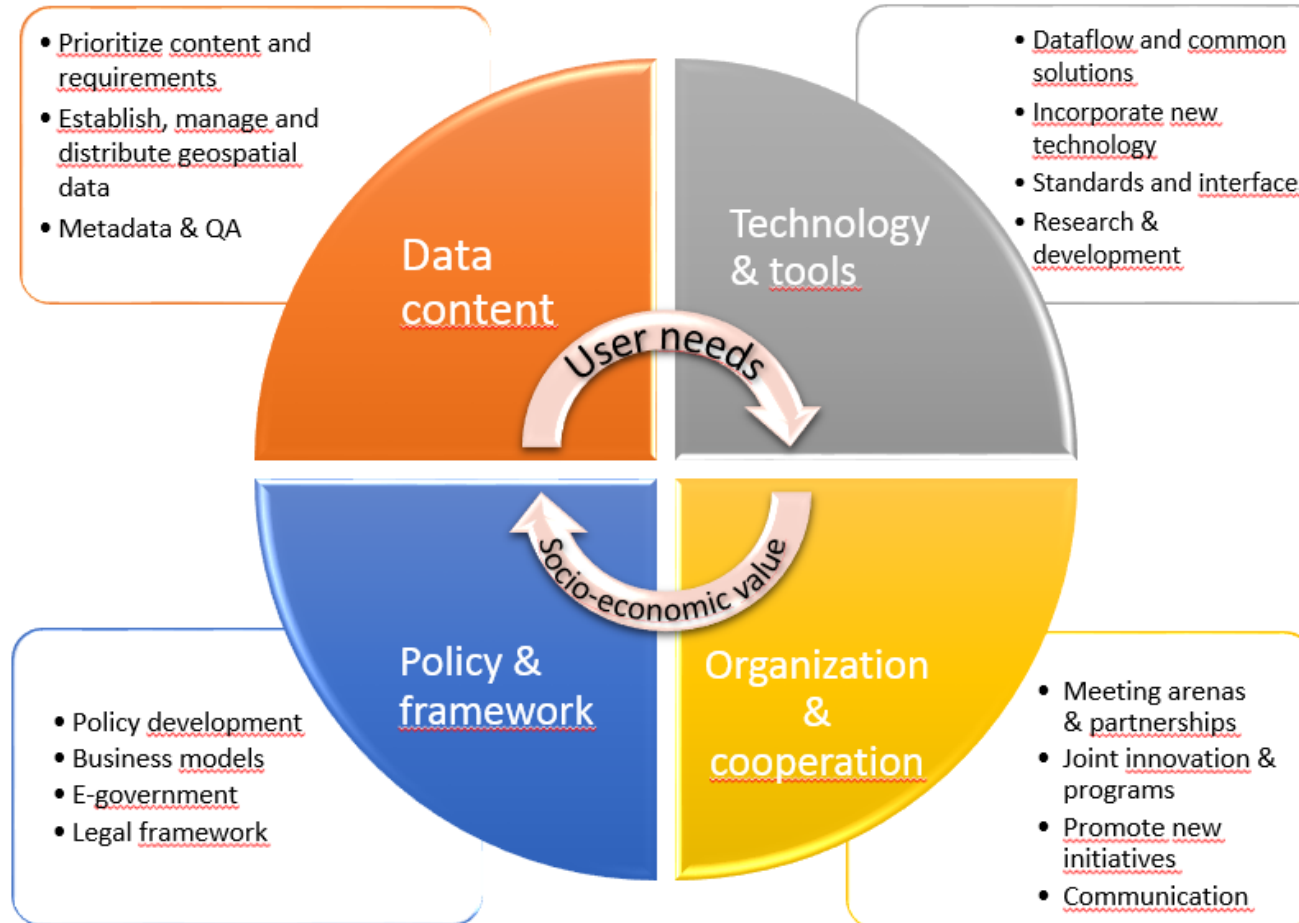 • Prioritize content and
requirements
• Establish, manage and
distribute geospatial
data
• Metadata & QA
• Dataflow and common
solutions
• Incorporate new
technology
• Standards and interface
• Research &
development
Data
content
Technology
& tools
User needs
Socio-economic value
Policy &
framework
Organization
&
cooperation
• Policy development
• Business models
• E-government
• Legal framework
• Meeting arenas
& partnerships
• Joint innovation &
programs
• Promote new
initiatives
• Communication